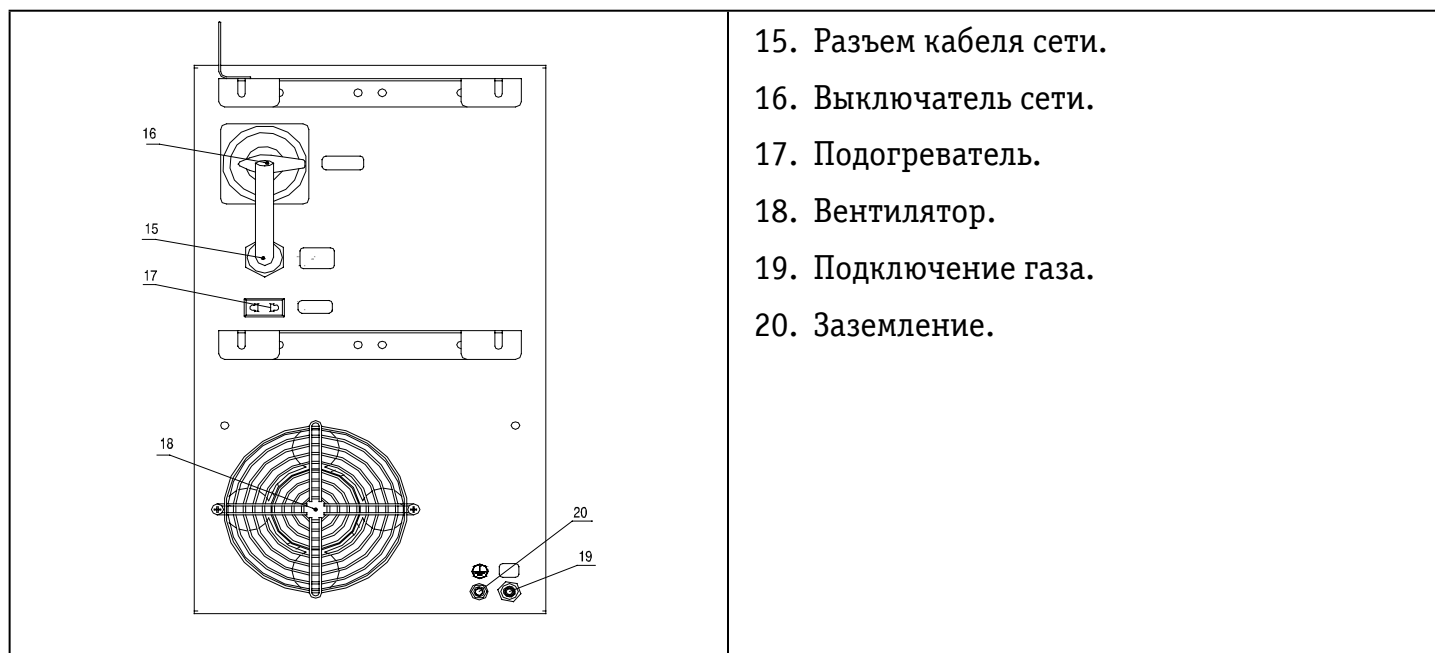 16
15
17
18
20
19
15. Разъем кабеля сети.
16. Выключатель сети.
17. Подогреватель.
18. Вентилятор.
19. Подключение газа.
20. Заземление.